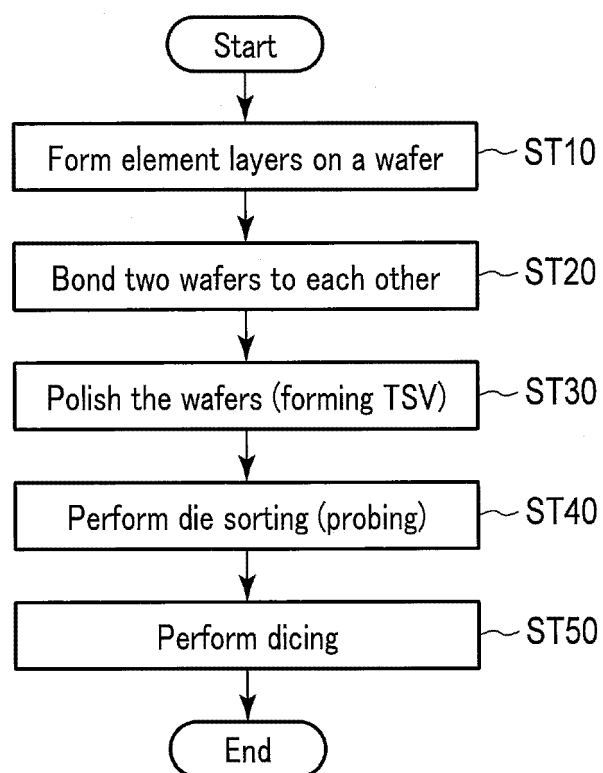 Start
Form element layers on a wafer ST10
Bond two wafers to each other ST20
Polish the wafers (forming TSV) ST30
Perform die sorting (probing) ST40
Perform dicing ST50
End